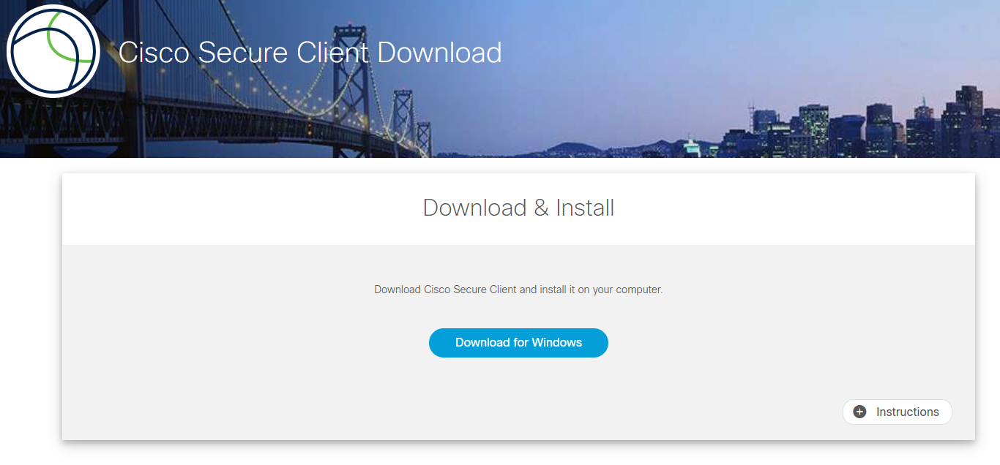 Cisco Secure Client Download
Download & Install
Download Cisco Secure Client and install it on your computer.
Download for Windows
Instructions